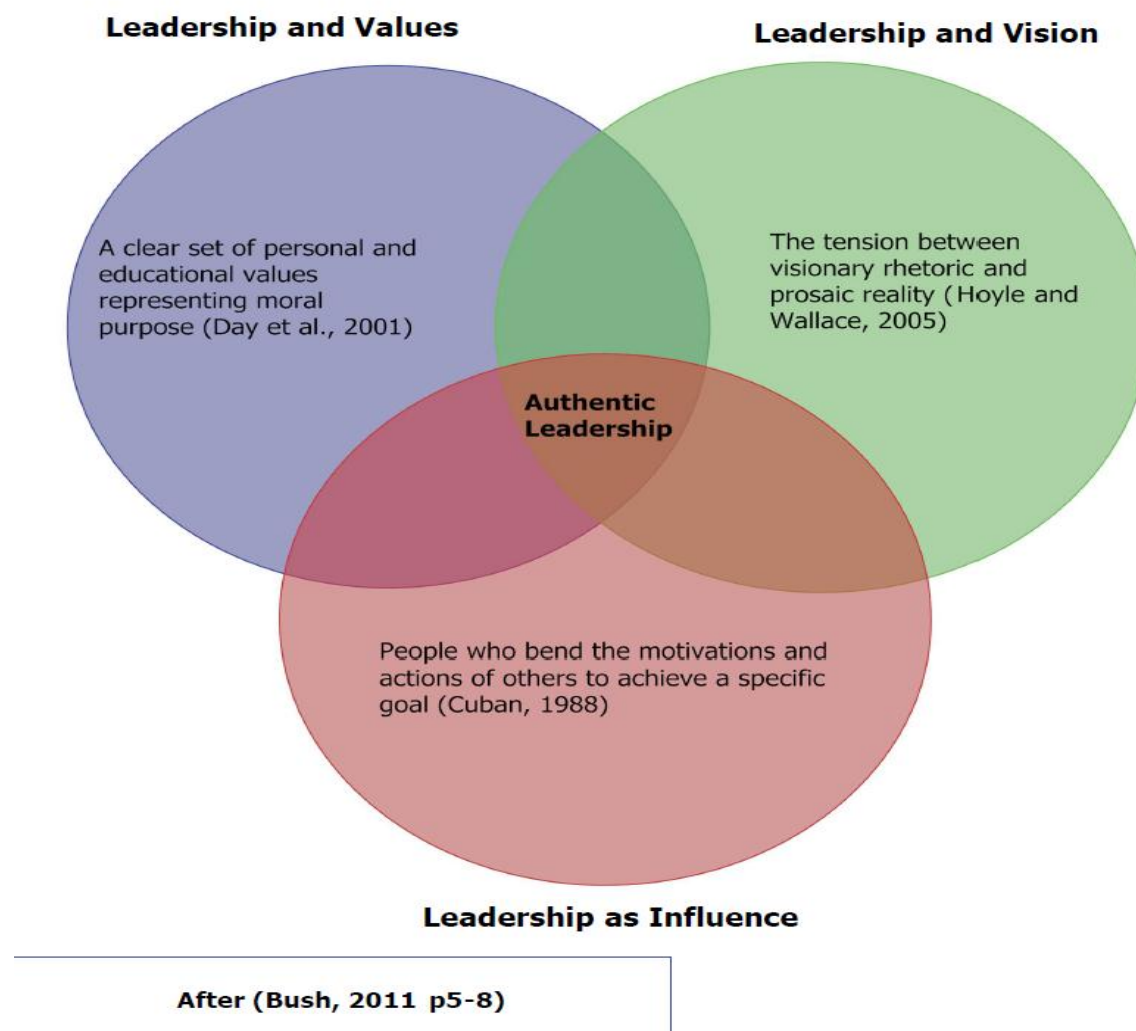 Leadership and Values
Leadership and Vision
A clear set of personal and
educational values
representing moral
purpose (Day et al., 2001)
The tension between
visionary rhetoric and
prosaic reality (Hoyle and
Wallace, 2005)
Authentic
Leadership
People who bend the motivations and
actions of others to achieve a specific
goal (Cuban, 1988)
Leadership as Influence
After (Bush, 2011 p5-8)